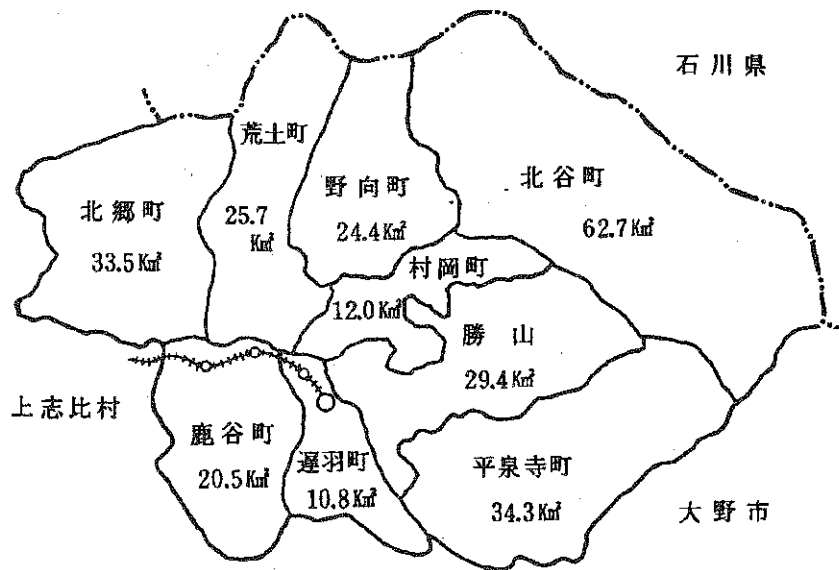 石川県
荒土町
25.7
K㎡
野向町
24.4K㎡
北谷町
62.7K㎡
北郷町
33.5K㎡
村岡町
12.0K㎡
勝山
29.4K㎡
上志比村
鹿谷町
20.5K㎡
遅羽町
10.8K㎡
平泉寺町
34.3K㎡
大野市